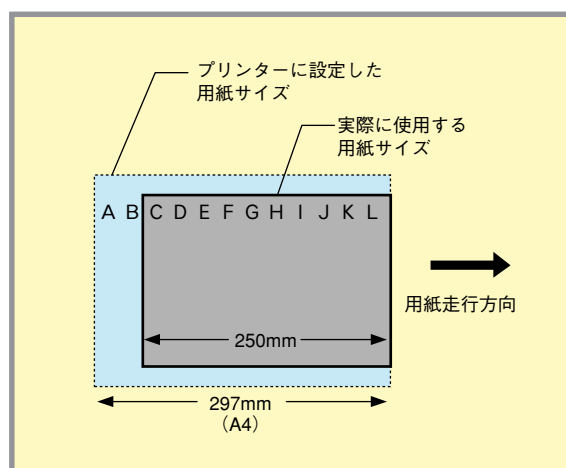 プリンターに設定した
用紙サイズ
実際に使用する
用紙サイズ
A B C D E F G H I J K L
用紙走行方向
250mm
297mm
（A4）